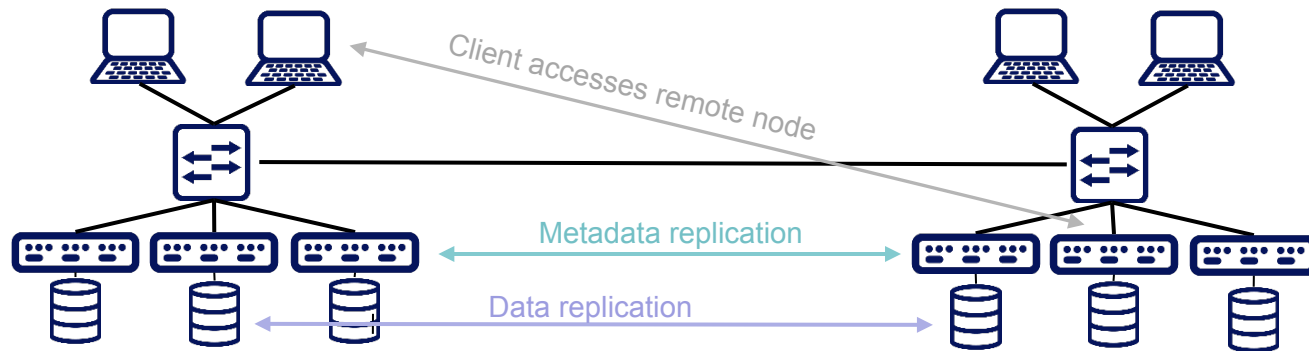 Client accesses remote node
Metadata replication
Data replication